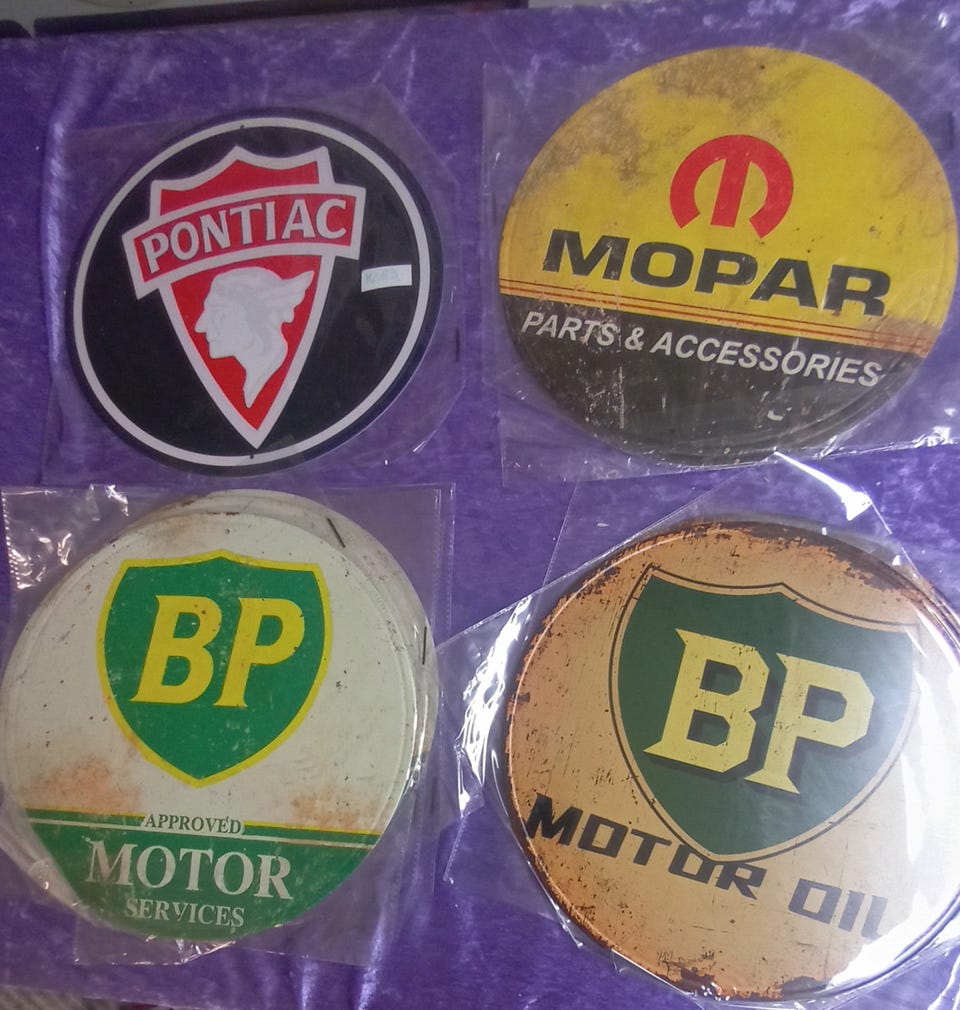 PONTIAC
MOPAR
PARTS & ACCESSORIES
BP
APPROVED
MOTOR
SERVICES
BP
MOTOR OIL